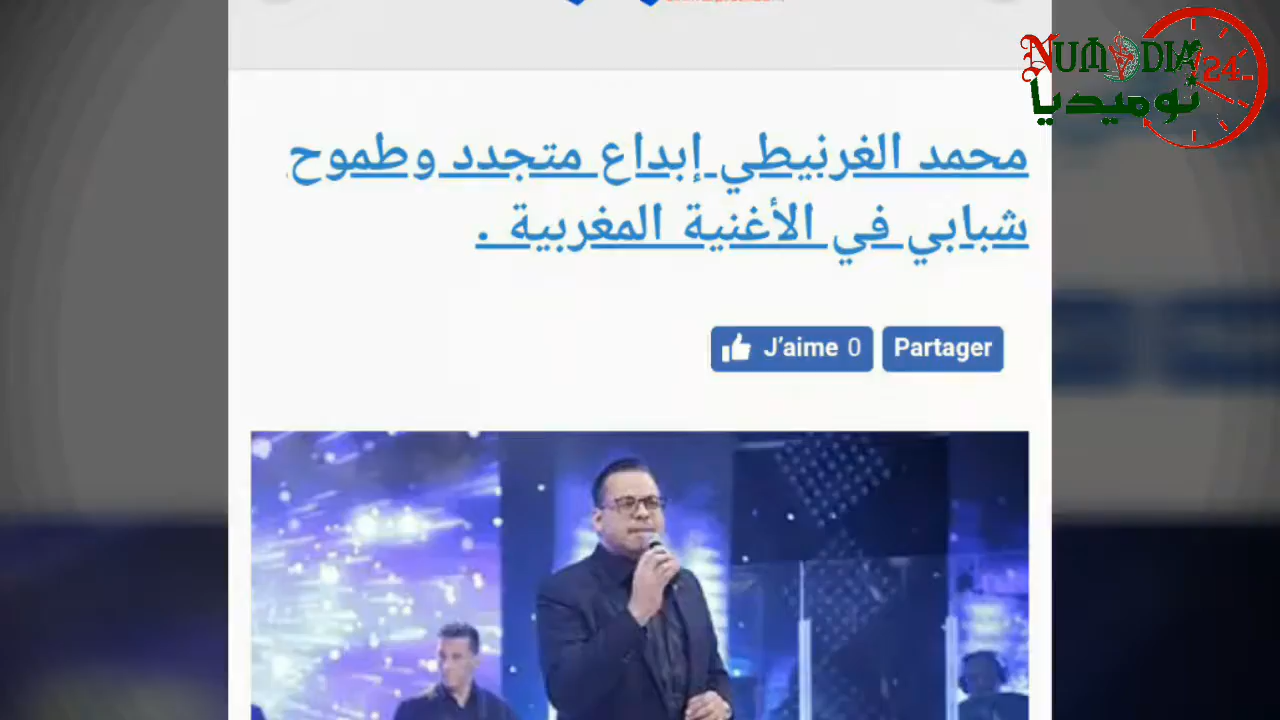 NUMIDIA 24
نوميديا
محمد الغرنيطي إبداع متجدد وطموح
شبابي في الأغنية المغربية .
J’aime 0
Partager